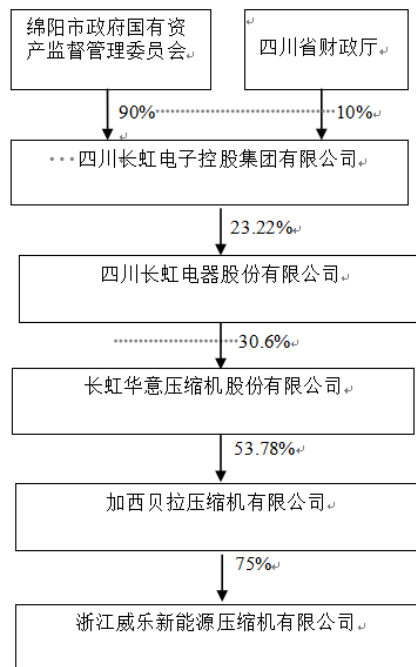 绵阳市政府国有资
产监督管理委员会
四川省财政厅
90%
10%
四川长虹电子控股集团有限公司
23.22%
四川长虹电器股份有限公司
30.6%
长虹华意压缩机股份有限公司
53.78%
加西贝拉压缩机有限公司
75%
浙江威乐新能源压缩机有限公司